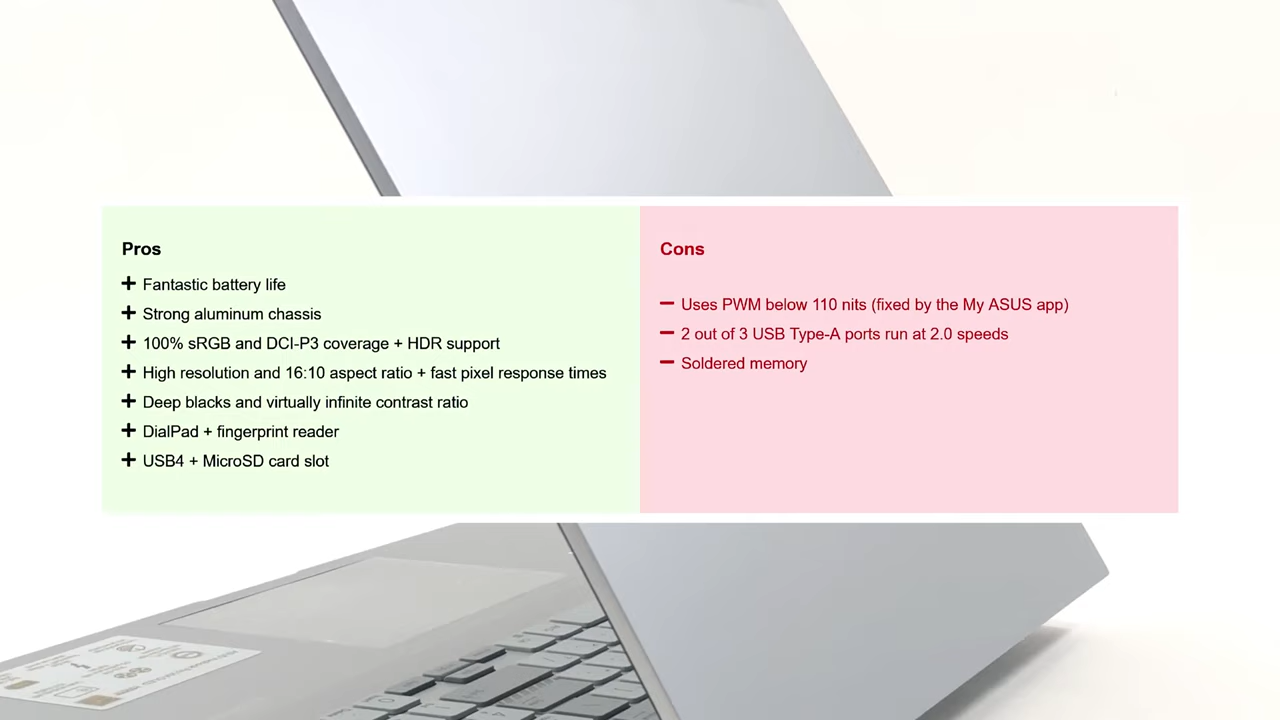 Pros
Fantastic battery life
Strong aluminum chassis
100% sRGB and DCI-P3 coverage + HDR support
High resolution and 16:10 aspect ratio + fast pixel response times
Deep blacks and virtually infinite contrast ratio
DialPad + fingerprint reader
USB4 + MicroSD card slot
Cons
Uses PWM below 110 nits (fixed by the My ASUS app)
2 out of 3 USB Type-A ports run at 2.0 speeds
Soldered memory